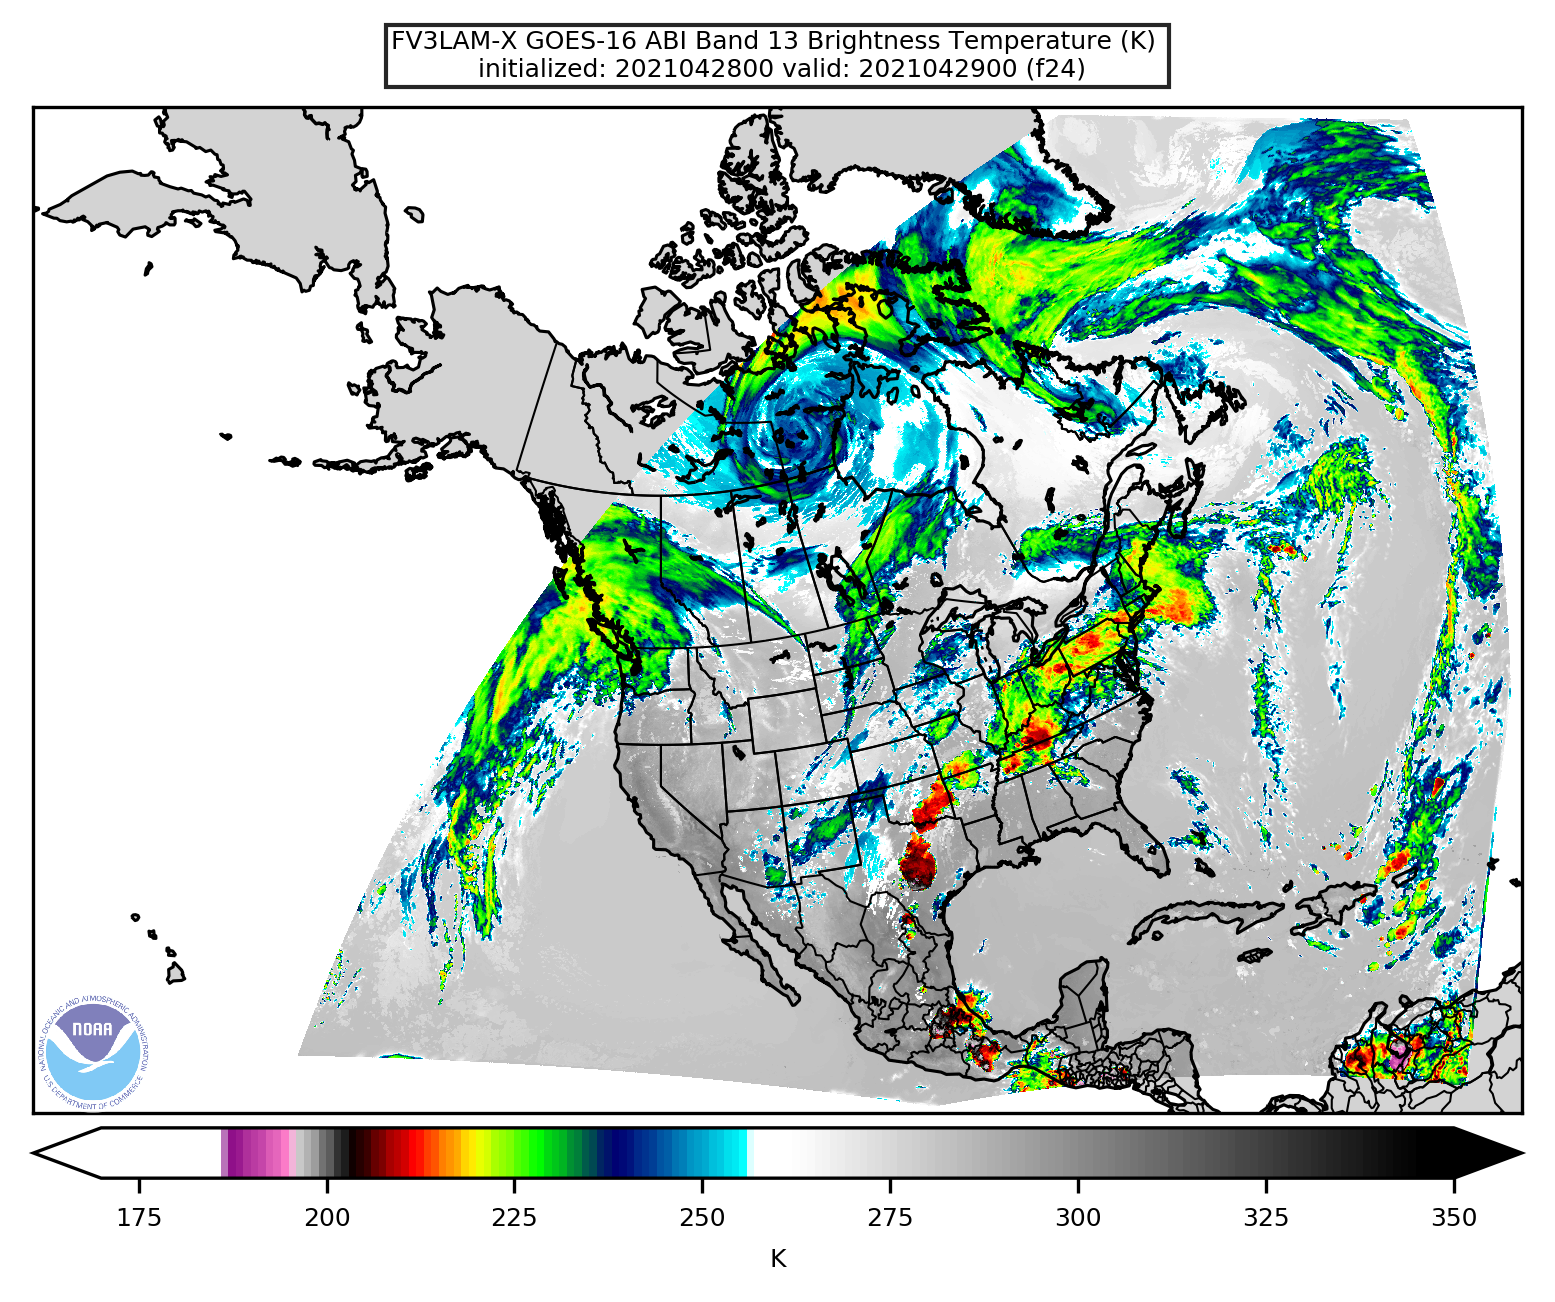 FV3LAM-X GOES-16 ABI Band 13 Brightness Temperature (K)
initialized: 2021042800 valid: 2021042900 (f24)
NATIONAL OCEANIC AND ATMOSPHERIC ADMINISTRATION
NOAA
U.S. DEPARTMENT OF COMMERCE
175 200 225 250 275 300 325 350
K